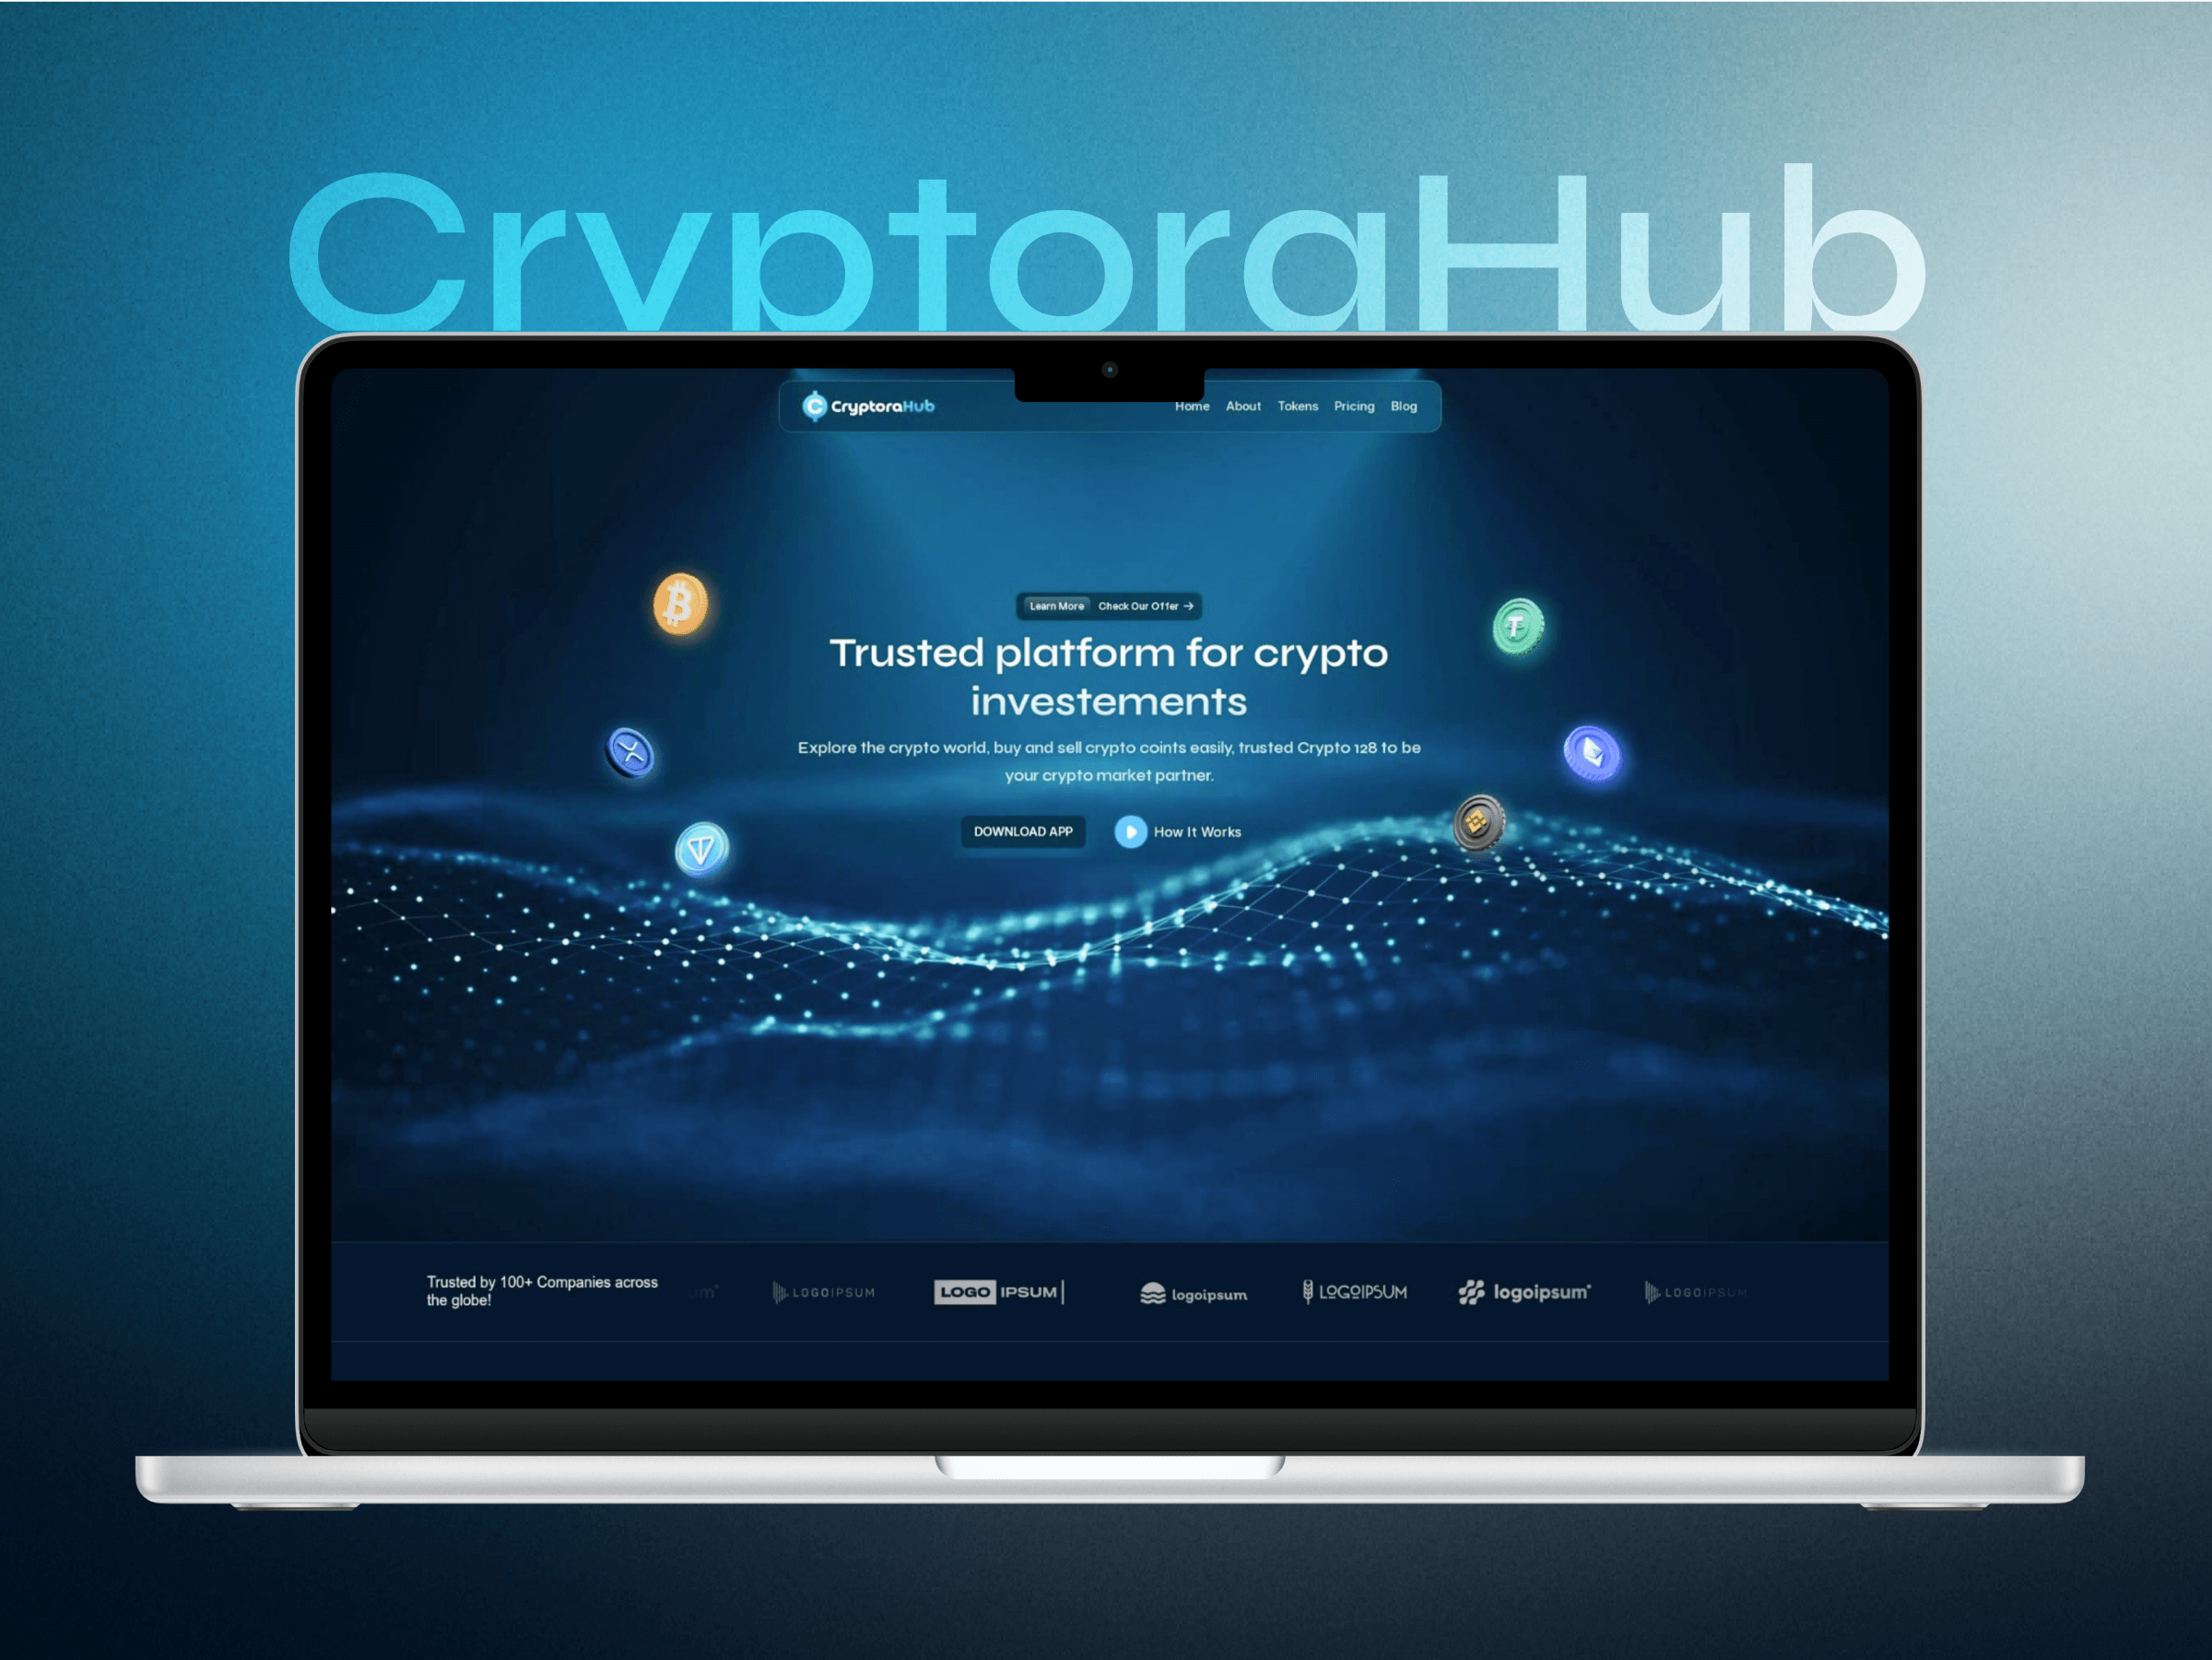 CryptoraHub
CryptoraHub
Home About Tokens Pricing Blog
Learn More Check Our Offer →
Trusted platform for crypto
investements
Explore the crypto world, buy and sell crypto coints easily, trusted Crypto 128 to be
your crypto market partner.
DOWNLOAD APP How It Works
Trusted by 100+ Companies across
the globe!
LOGOIPSUM LOGO IPSUM logoipsum LOGOIPSUM logoipsum LOGOIPSUM